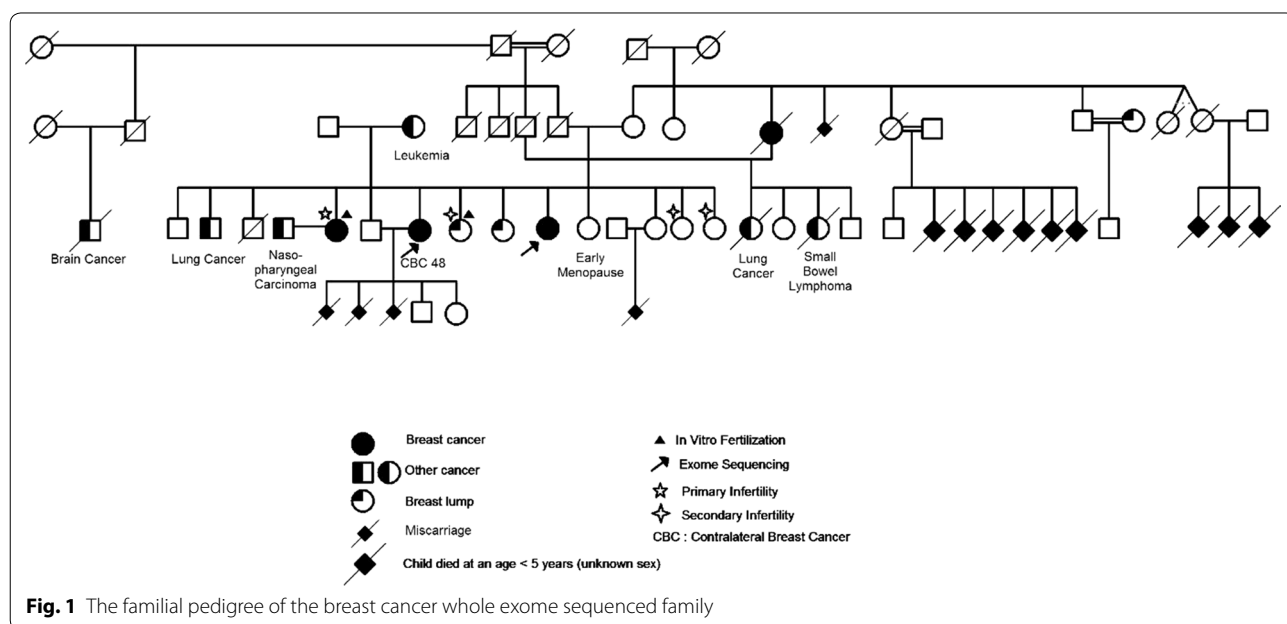 Leukemia
Brain Cancer
Lung Cancer
Naso-
pharyngeal
Carcinoma
CBC 48
Early
Menopause
Lung
Cancer
Small
Bowel
Lymphoma
Breast cancer
Other cancer
Breast lump
Miscarriage
Child died at an age < 5 years (unknown sex)
In Vitro Fertilization
Exome Sequencing
Primary Infertility
Secondary Infertility
CBC : Contralateral Breast Cancer
Fig. 1 The familial pedigree of the breast cancer whole exome sequenced family